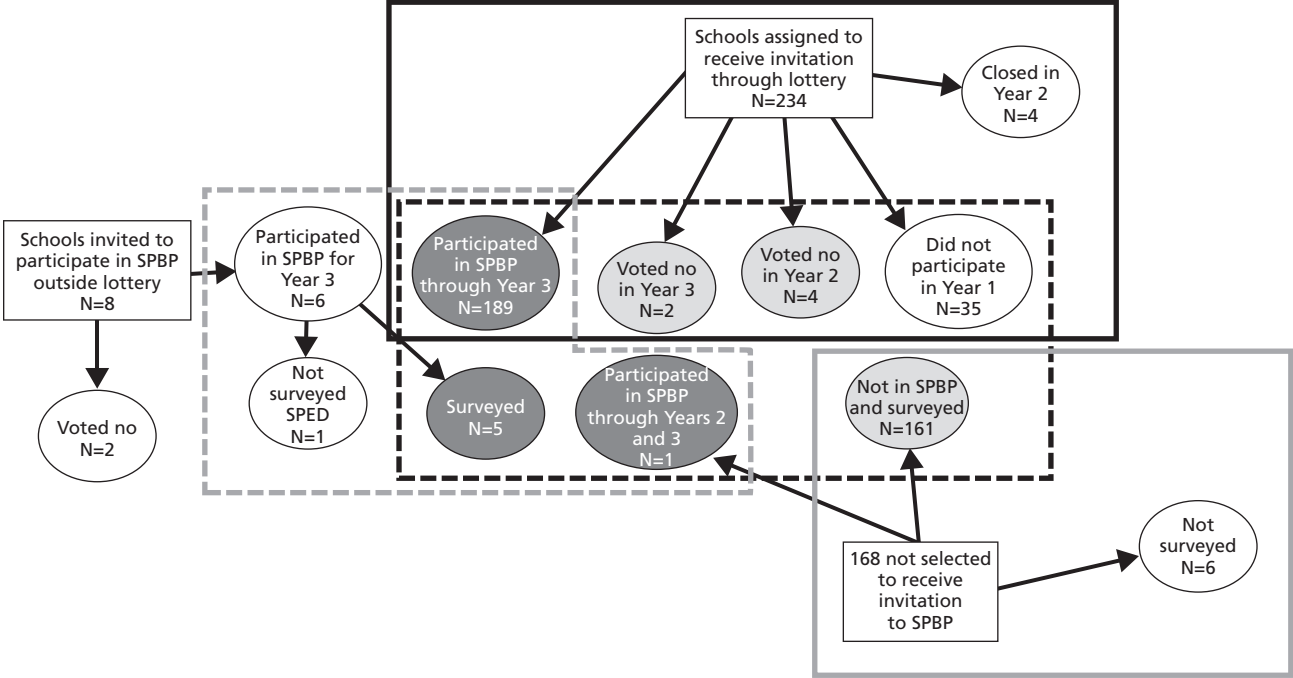 Schools assigned to
receive invitation
through lottery
N=234
Closed in
Year 2
N=4
Schools invited to
participate in SPBP
outside lottery
N=8
Participated
in SPBP for
Year 3
N=6
Participated
in SPBP
through Year 3
N=189
Voted no
in Year 3
N=2
Voted no
in Year 2
N=4
Did not
participate
in Year 1
N=35
Voted no
N=2
Not
surveyed
SPED
N=1
Surveyed
N=5
Participated
in SPBP
through Years 2
and 3
N=1
Not in SPBP
and surveyed
N=161
168 not selected
to receive
invitation
to SPBP
Not
surveyed
N=6